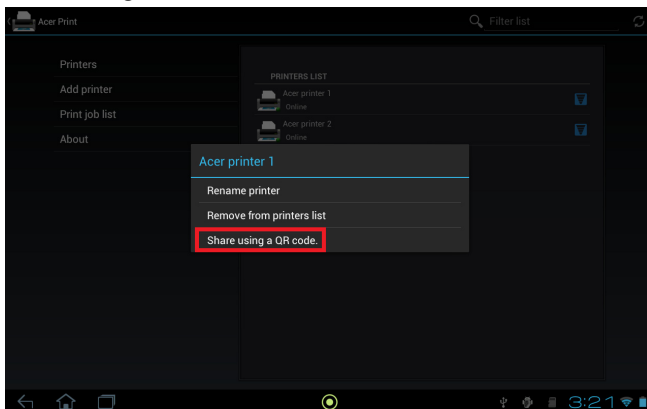 Acer Print
Filter list
Printers
Add printer
Print job list
About
PRINTERS LIST
Acer printer 1
Online
Acer printer 2
Online
Acer printer 1
Rename printer
Remove from printers list
Share using a QR code.
3:21